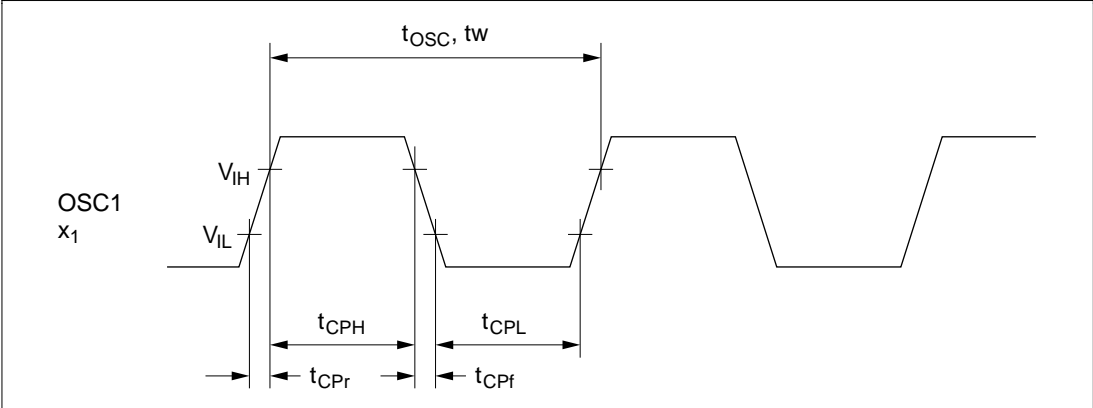 tOSC, tw
VIH
OSC1
x1
VIL
tCPH
tCPL
tCPr
tCPf